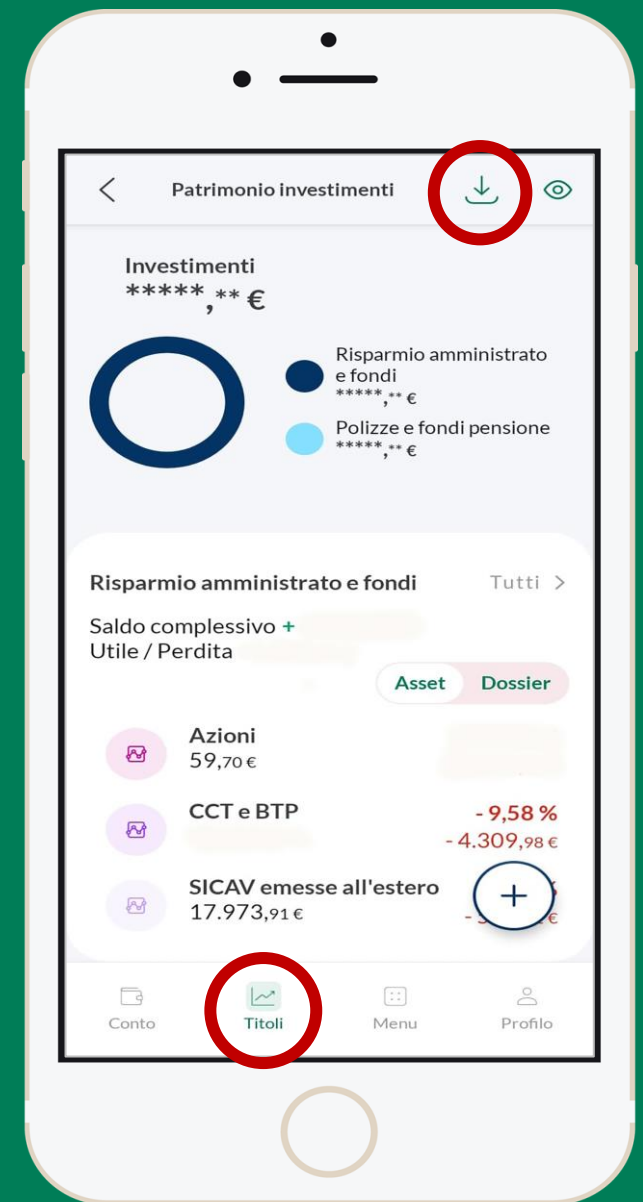 Patrimonio investimenti
Investimenti
*****,** €
Risparmio amministrato
e fondi
*****,** €
Polizze e fondi pensione
*****,** €
Risparmio amministrato e fondi Tutti >
Saldo complessivo +
Utile / Perdita
Asset Dossier
Azioni
59,70 €
CCT e BTP
- 9,58 %
- 4.309,98 €
SICAV emesse all'estero
17.973,91 €
Conto Titoli Menu Profilo